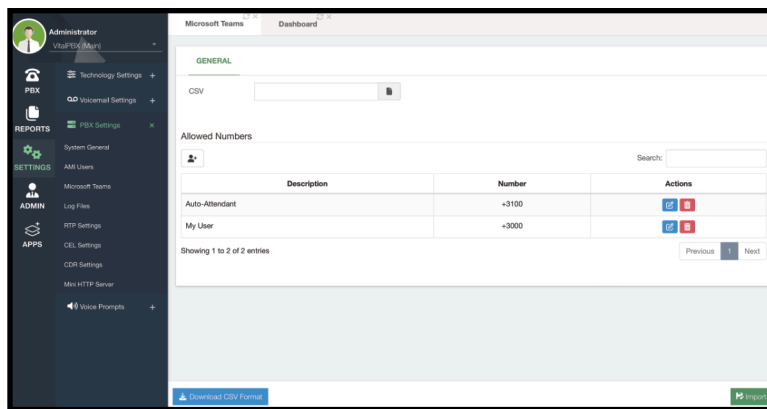 Administrator
VitalPBX (Main)
PBX
REPORTS
SETTINGS
ADMIN
APPS
Technology Settings +
Voicemail Settings +
PBX Settings ×
System General
AMI Users
Microsoft Teams
Log Files
RTP Settings
CEL Settings
CDR Settings
Mini HTTP Server
Voice Prompts +
Microsoft Teams
Dashboard
GENERAL
CSV
Allowed Numbers
Search:
Description Number Actions
Auto-Attendant +3100
My User +3000
Showing 1 to 2 of 2 entries
Previous 1 Next
Download CSV Format
Import